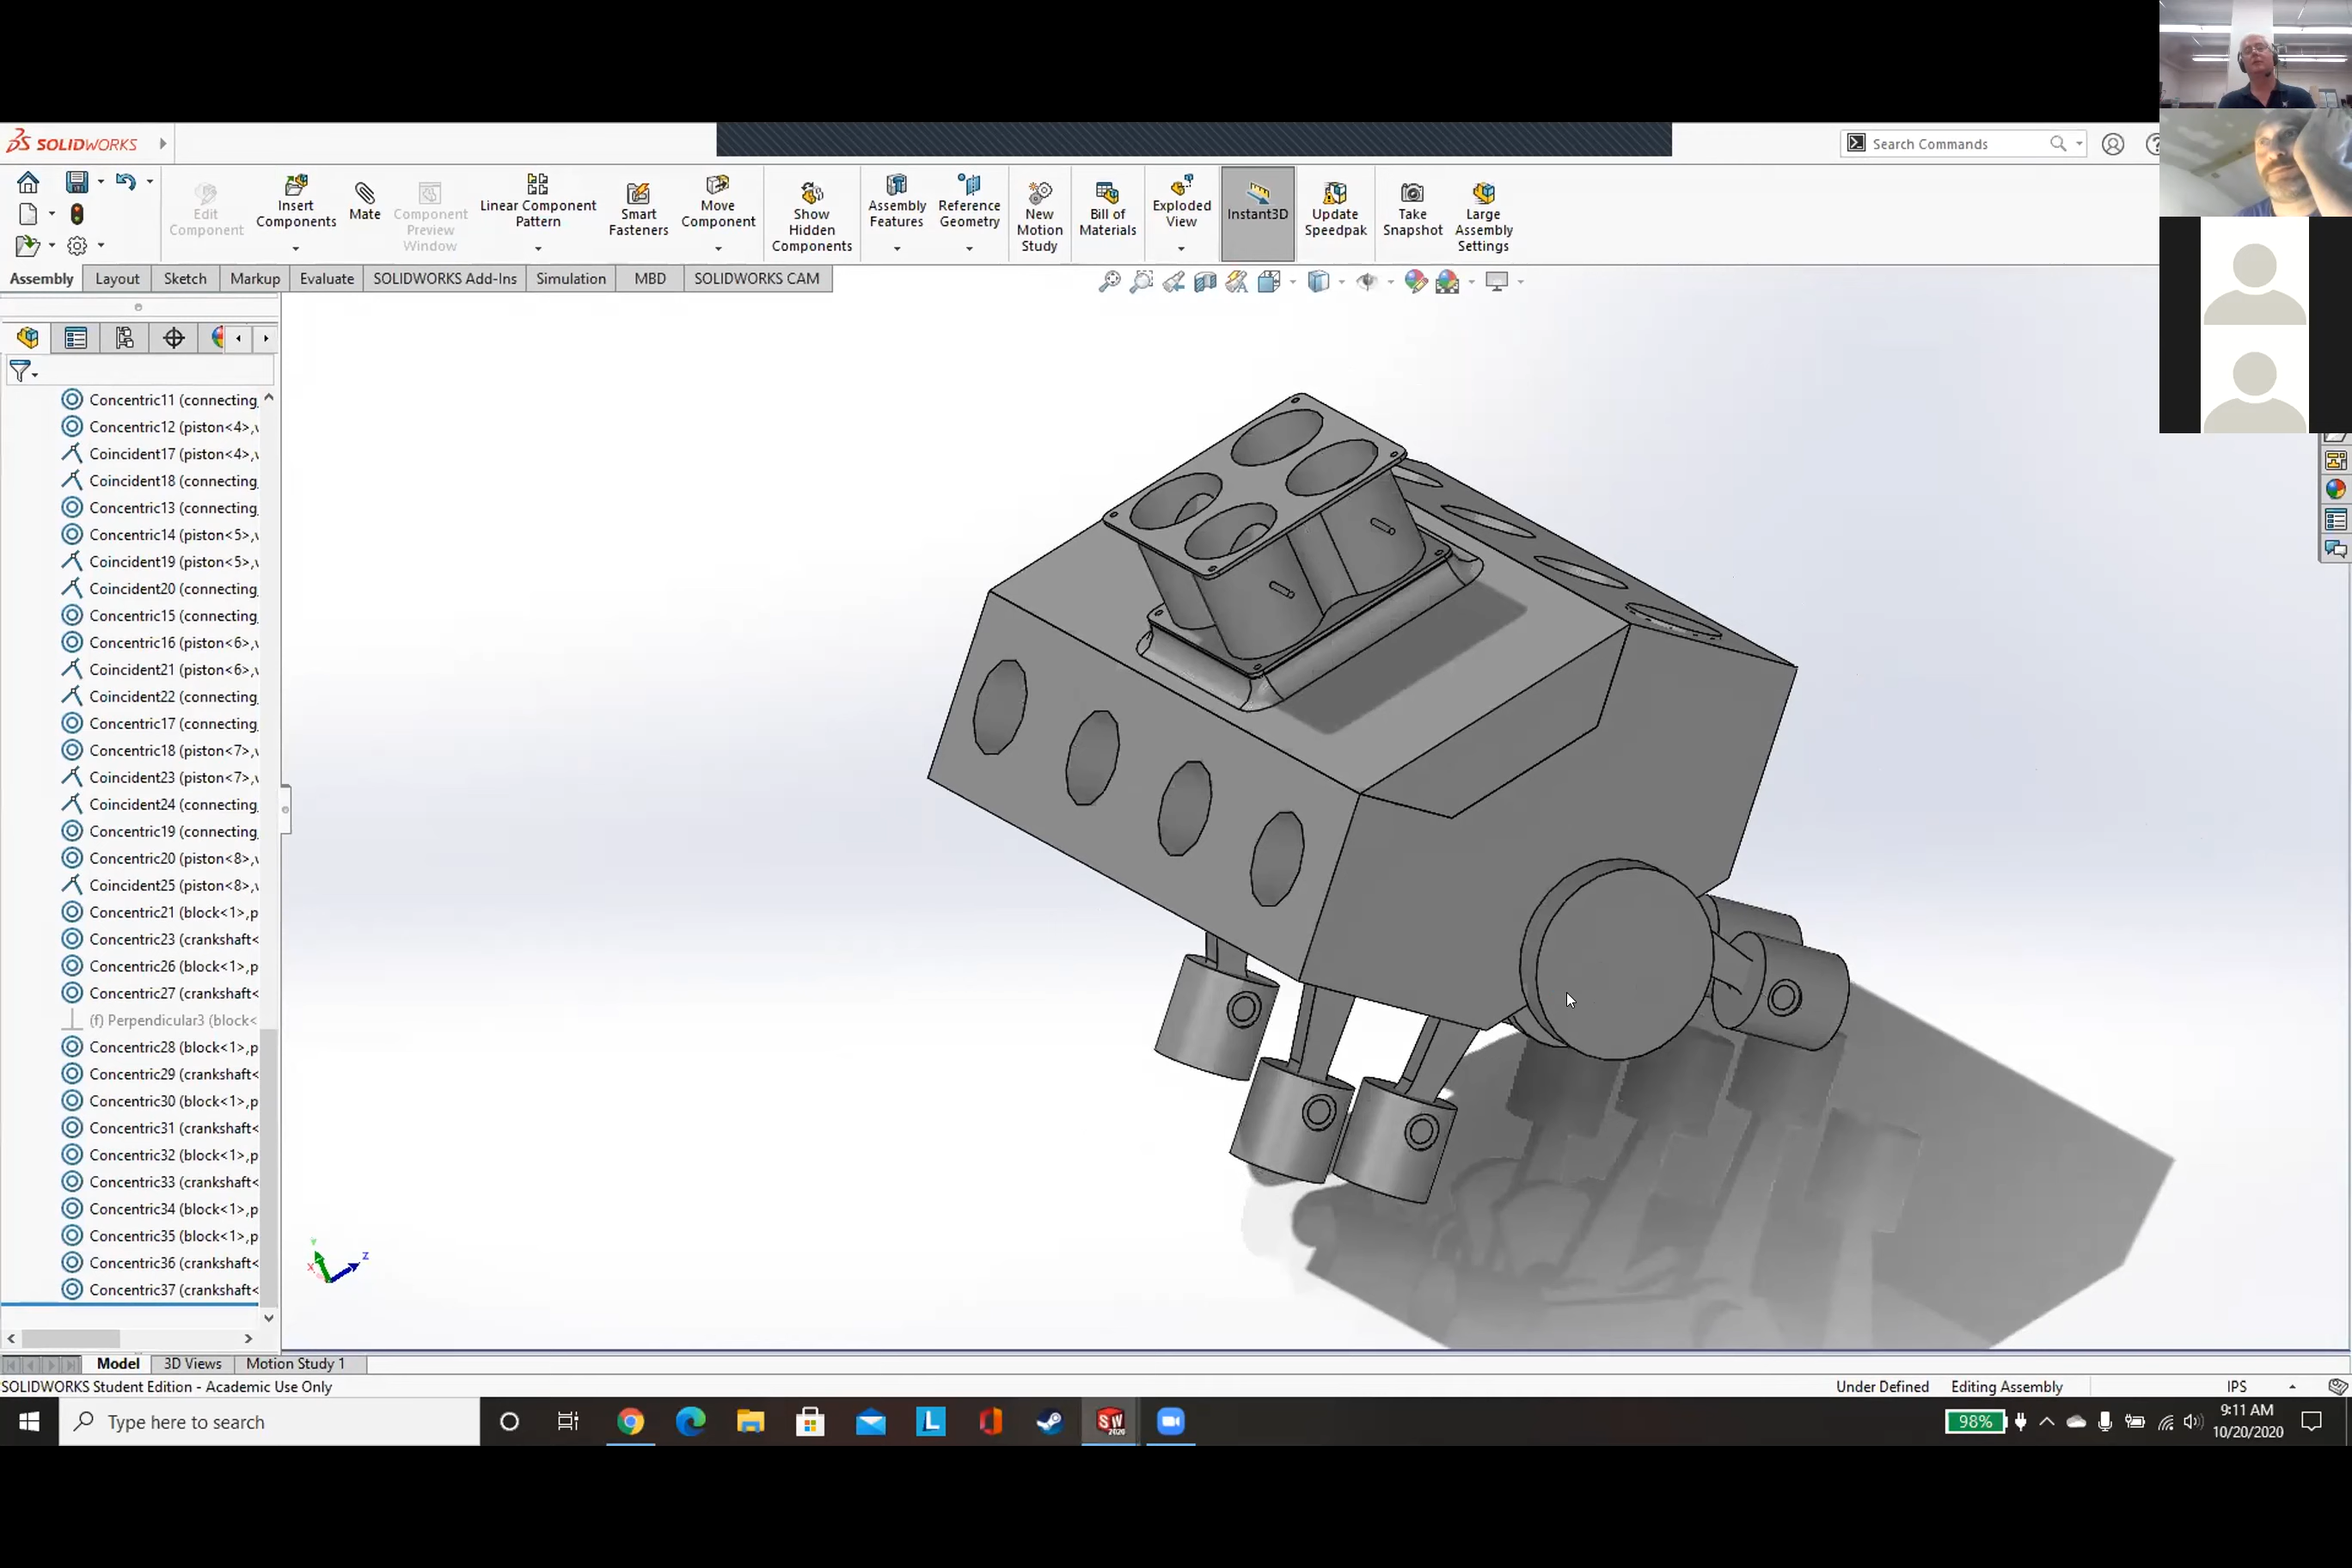 SOLIDWORKS
Search Commands
Edit Component
Insert Components
Mate
Component Preview Window
Linear Component Pattern
Smart Fasteners
Move Component
Show Hidden Components
Assembly Features
Reference Geometry
New Motion Study
Bill of Materials
Exploded View
Instant3D
Update Speedpak
Take Snapshot
Large Assembly Settings
Assembly Layout Sketch Markup Evaluate SOLIDWORKS Add-Ins Simulation MBD SOLIDWORKS CAM
Concentric11 (connecting
Concentric12 (piston<4>,
Coincident17 (piston<4>,
Coincident18 (connecting
Concentric13 (connecting
Concentric14 (piston<5>,
Coincident19 (piston<5>,
Coincident20 (connecting
Concentric15 (connecting
Concentric16 (piston<6>,
Coincident21 (piston<6>,
Coincident22 (connecting
Concentric17 (connecting
Concentric18 (piston<7>,
Coincident23 (piston<7>,
Coincident24 (connecting
Concentric19 (connecting
Concentric20 (piston<8>,
Coincident25 (piston<8>,
Concentric21 (block<1>,p
Concentric23 (crankshaft<
Concentric26 (block<1>,p
Concentric27 (crankshaft<
(f) Perpendicular3 (block<
Concentric28 (block<1>,p
Concentric29 (crankshaft<
Concentric30 (block<1>,p
Concentric31 (crankshaft<
Concentric32 (block<1>,p
Concentric33 (crankshaft<
Concentric34 (block<1>,p
Concentric35 (block<1>,p
Concentric36 (crankshaft<
Concentric37 (crankshaft<
Y
X
Z
Model 3D Views Motion Study 1
SOLIDWORKS Student Edition - Academic Use Only
Under Defined Editing Assembly IPS
Type here to search
L
SW 2020
98%
9:11 AM
10/20/2020